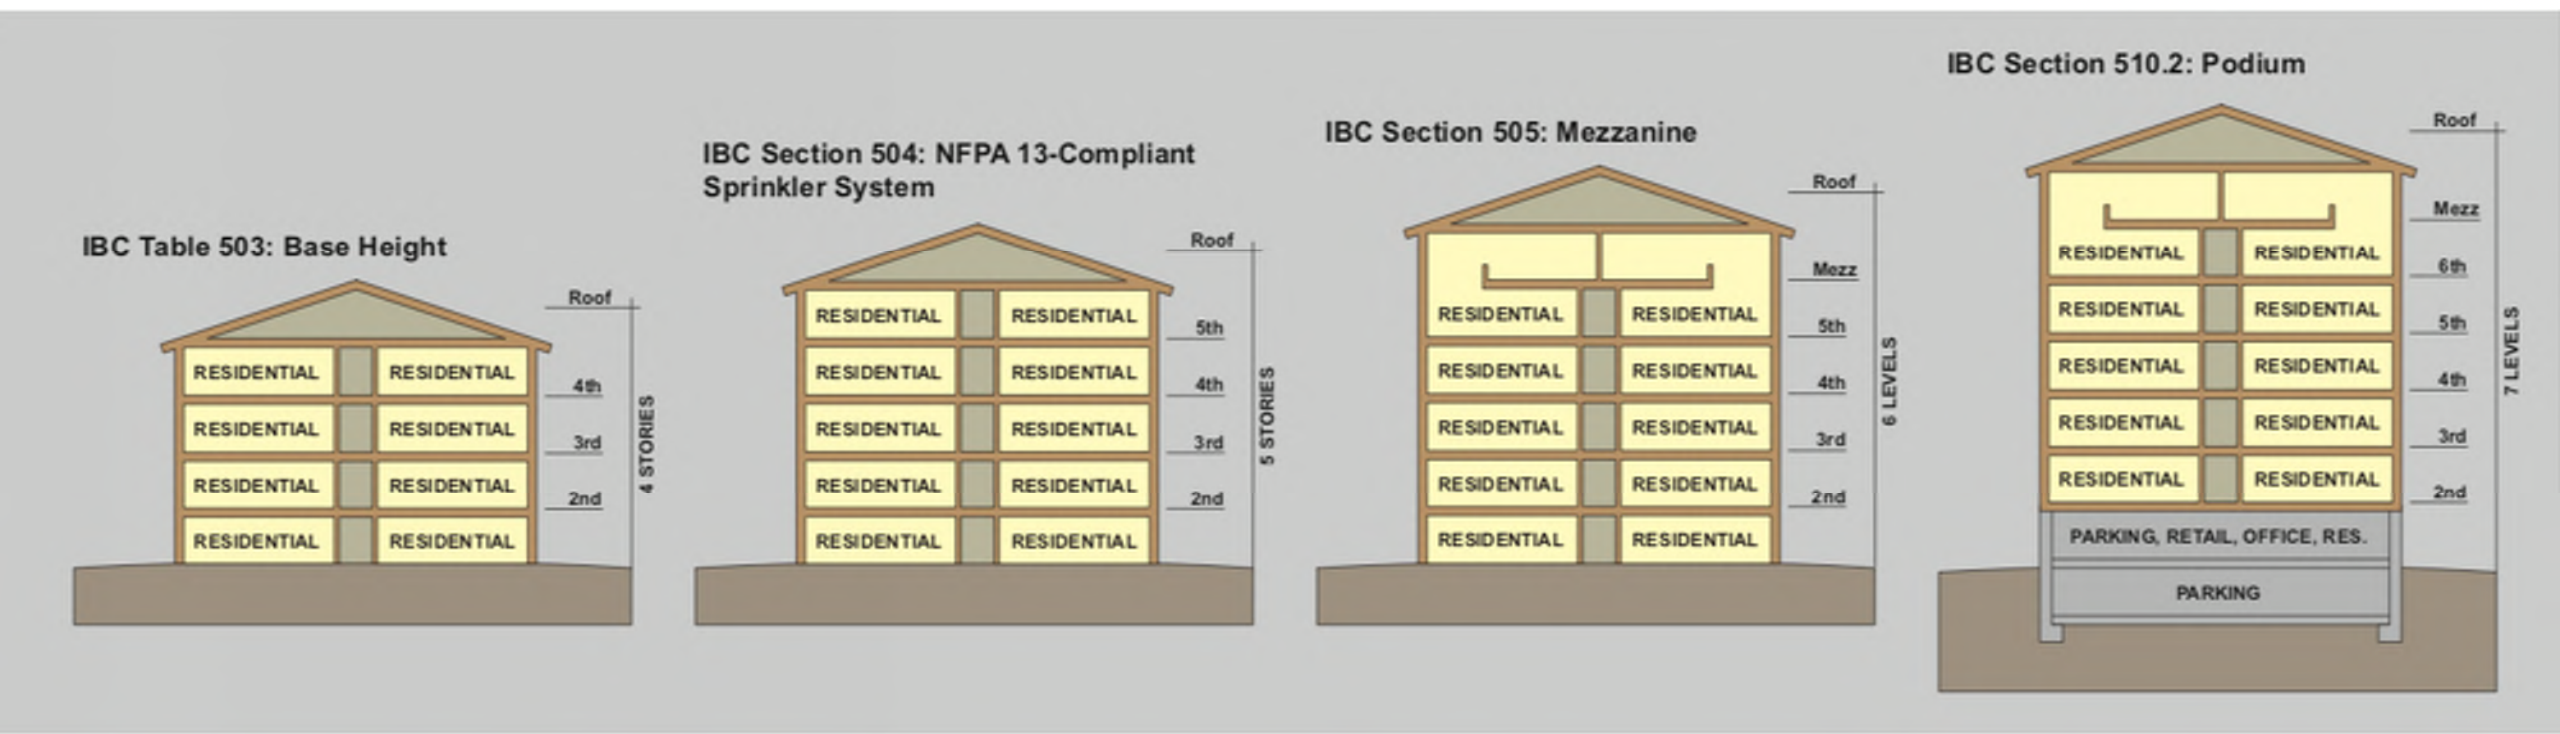 IBC Table 503: Base Height
Roof
RESIDENTIAL RESIDENTIAL
4th
RESIDENTIAL RESIDENTIAL
3rd
RESIDENTIAL RESIDENTIAL
2nd
RESIDENTIAL RESIDENTIAL
4 STORIES
IBC Section 504: NFPA 13-Compliant
Sprinkler System
Roof
RESIDENTIAL RESIDENTIAL
5th
RESIDENTIAL RESIDENTIAL
4th
RESIDENTIAL RESIDENTIAL
3rd
RESIDENTIAL RESIDENTIAL
2nd
RESIDENTIAL RESIDENTIAL
5 STORIES
IBC Section 505: Mezzanine
Roof
Mezz
RESIDENTIAL RESIDENTIAL
5th
RESIDENTIAL RESIDENTIAL
4th
RESIDENTIAL RESIDENTIAL
3rd
RESIDENTIAL RESIDENTIAL
2nd
RESIDENTIAL RESIDENTIAL
6 LEVELS
IBC Section 510.2: Podium
Roof
Mezz
RESIDENTIAL RESIDENTIAL
6th
RESIDENTIAL RESIDENTIAL
5th
RESIDENTIAL RESIDENTIAL
4th
RESIDENTIAL RESIDENTIAL
3rd
RESIDENTIAL RESIDENTIAL
2nd
PARKING, RETAIL, OFFICE, RES.
PARKING
7 LEVELS